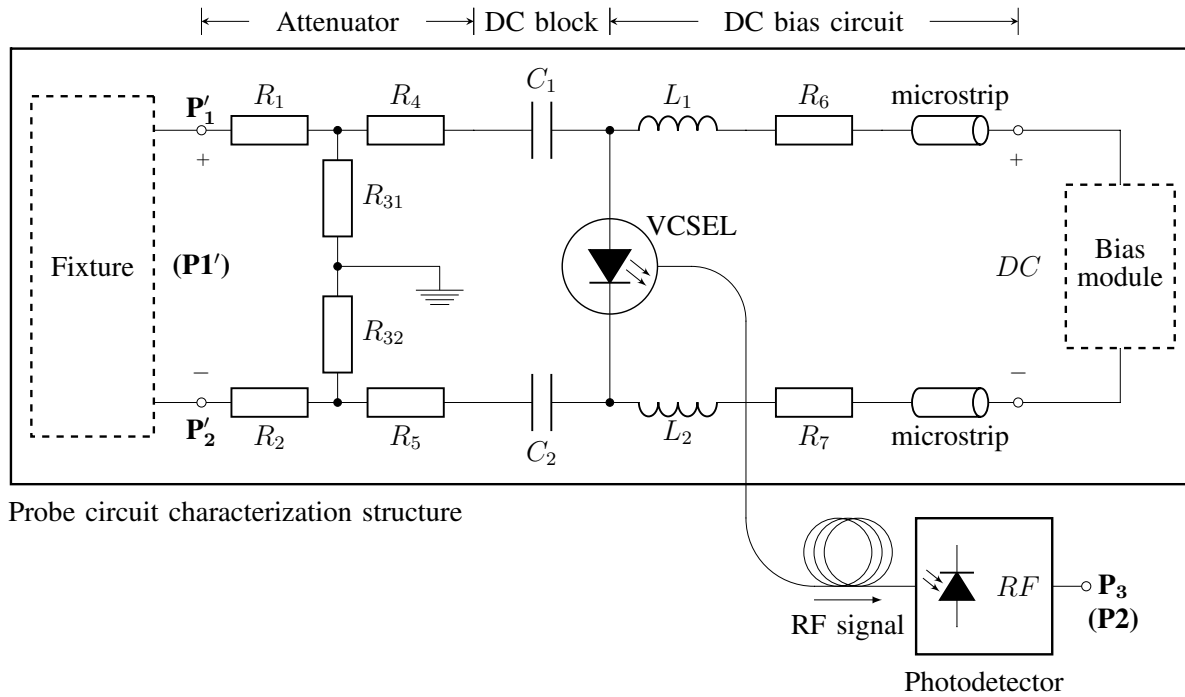 Attenuator DC block DC bias circuit
P′1 R1 R4 C1 L1 R6 microstrip
+ +
R31 VCSEL
Fixture (P1′) DC Bias module
R32
− −
P′2 R2 R5 C2 L2 R7 microstrip
Probe circuit characterization structure
RF P3
(P2)
RF signal
Photodetector